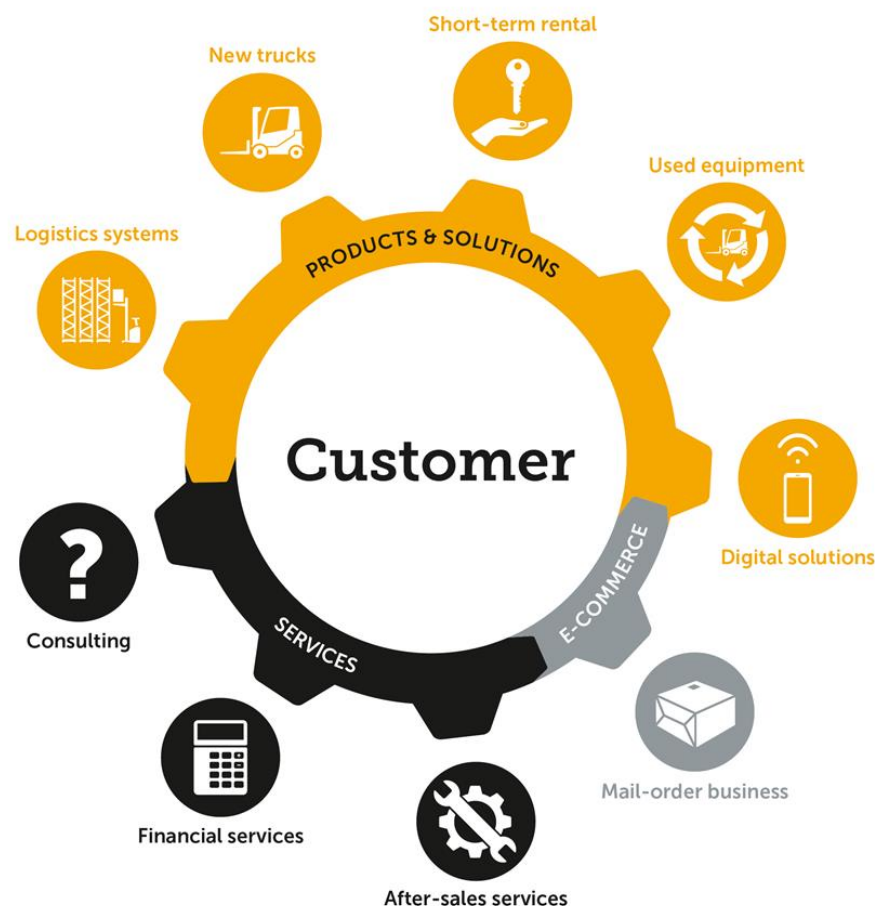 Short-term rental
New trucks
Used equipment
Logistics systems
PRODUCTS & SOLUTIONS
Customer
Digital solutions
E-COMMERCE
Consulting
SERVICES
Mail-order business
Financial services
After-sales services